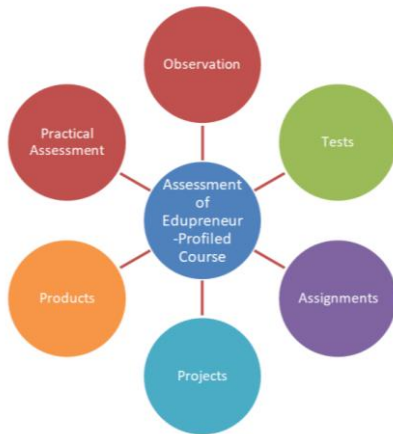 Observation
Practical
Assessment
Tests
Assessment
of
Edupreneur
-Profiled
Course
Products
Assignments
Projects